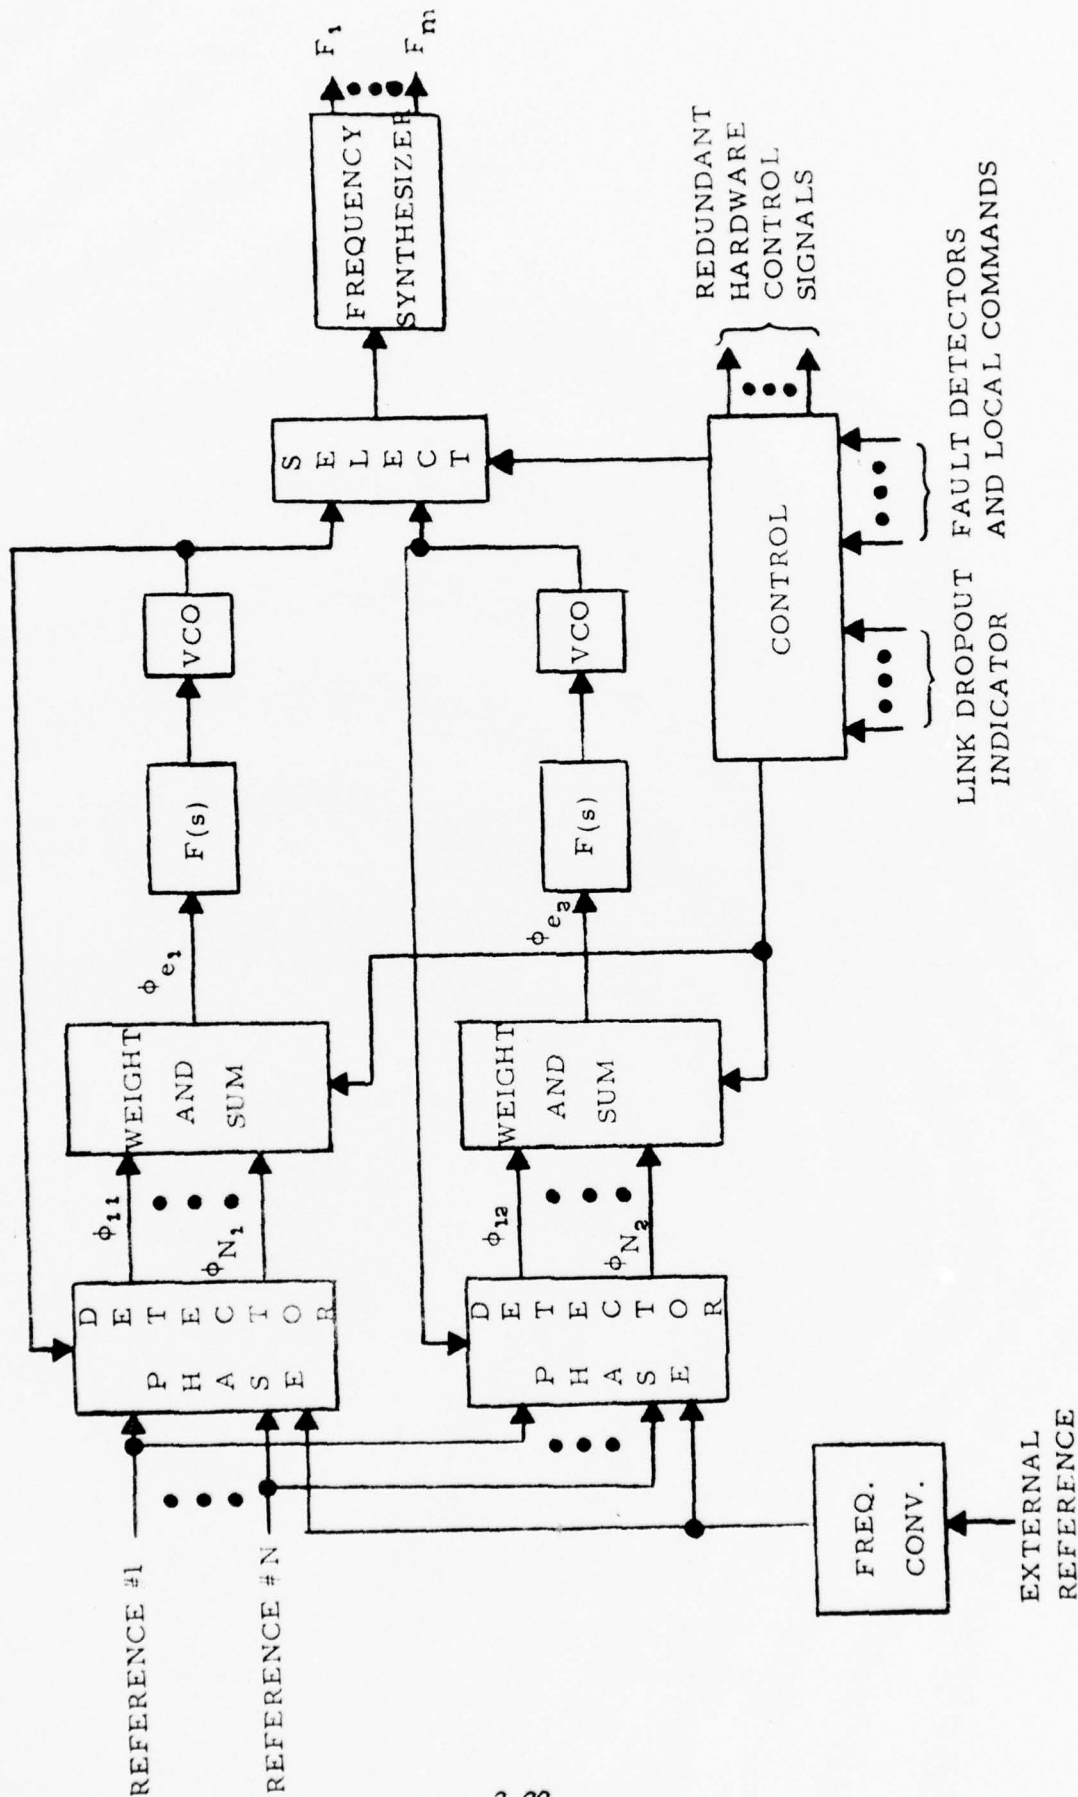 REFERENCE #1
REFERENCE #N
PHASE
DETECTOR
ϕ11
ϕN1
WEIGHT
AND
SUM
ϕe1
F(s)
VCO
SELECT
FREQUENCY
SYNTHESIZER
F1
Fm
PHASE
DETECTOR
ϕ12
ϕN2
WEIGHT
AND
SUM
ϕe2
F(s)
VCO
FREQ.
CONV.
EXTERNAL
REFERENCE
CONTROL
REDUNDANT
HARDWARE
CONTROL
SIGNALS
LINK DROPOUT
INDICATOR
FAULT DETECTORS
AND LOCAL COMMANDS